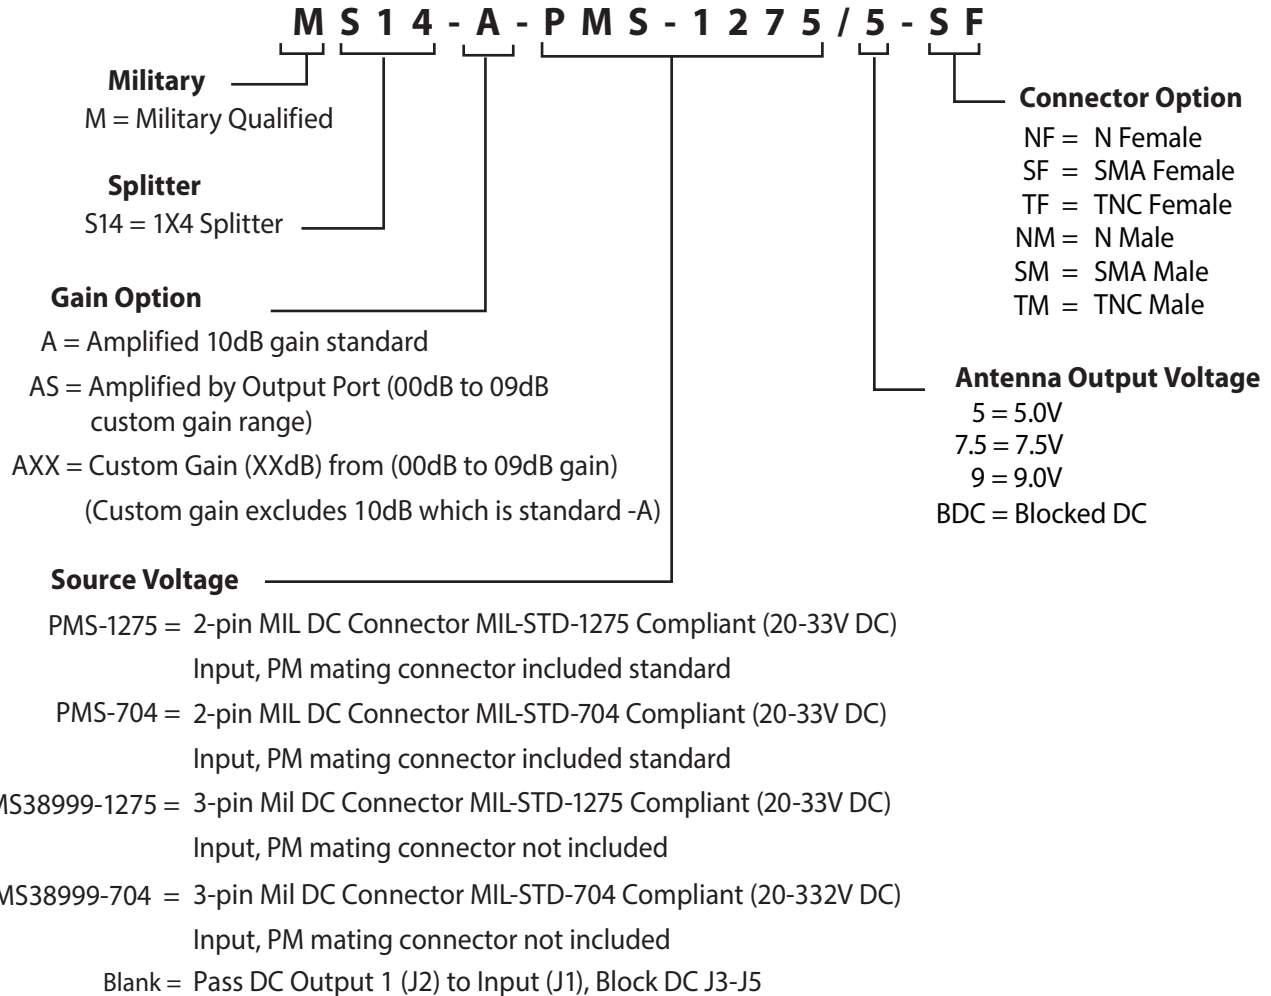 MS14-A-PMS-1275/5-SF
Military
M = Military Qualified
Splitter
S14 = 1X4 Splitter
Gain Option
A = Amplified 10dB gain standard
AS = Amplified by Output Port (00dB to 09dB
custom gain range)
AXX = Custom Gain (XXdB) from (00dB to 09dB gain)
(Custom gain excludes 10dB which is standard -A)
Source Voltage
PMS-1275 = 2-pin MIL DC Connector MIL-STD-1275 Compliant (20-33V DC)
Input, PM mating connector included standard
PMS-704 = 2-pin MIL DC Connector MIL-STD-704 Compliant (20-33V DC)
Input, PM mating connector included standard
MS38999-1275 = 3-pin Mil DC Connector MIL-STD-1275 Compliant (20-33V DC)
Input, PM mating connector not included
MS38999-704 = 3-pin Mil DC Connector MIL-STD-704 Compliant (20-332V DC)
Input, PM mating connector not included
Blank = Pass DC Output 1 (J2) to Input (J1), Block DC J3-J5
Connector Option
NF = N Female
SF = SMA Female
TF = TNC Female
NM = N Male
SM = SMA Male
TM = TNC Male
Antenna Output Voltage
5 = 5.0V
7.5 = 7.5V
9 = 9.0V
BDC = Blocked DC